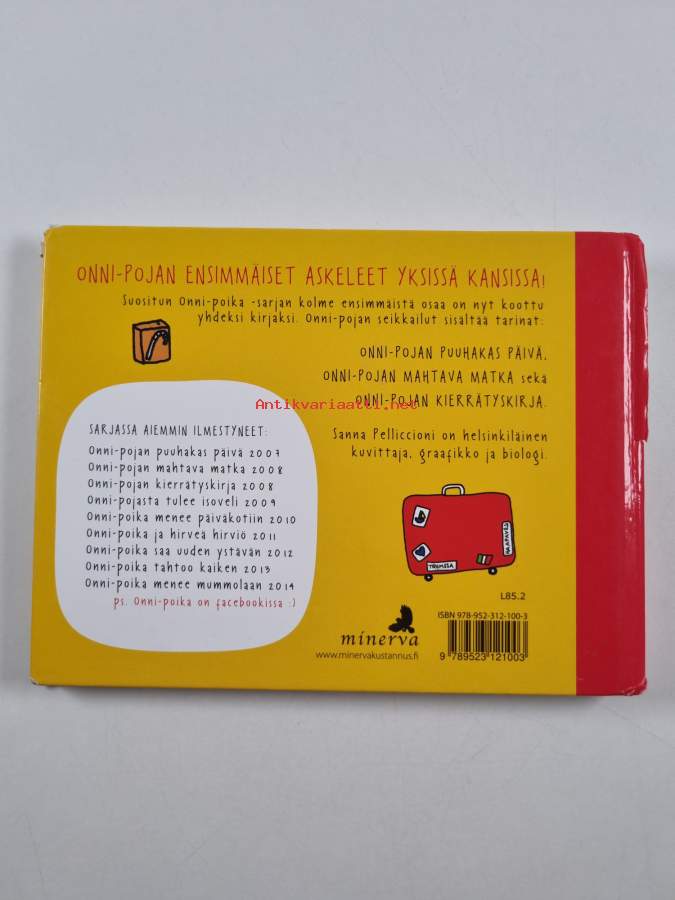 ONNI-POJAN ENSIMMÄISET ASKELEET YKSISSÄ KANSISSA!
Suositun Onni-poika -sarjan kolme ensimmäistä osaa on nyt koottu
yhdeksi kirjaksi. Onni-pojan seikkailut sisältää tarinat:
ONNI-POJAN PUUHAKAS PÄIVÄ,
ONNI-POJAN MAHTAVA MATKA sekä
ONNI-POJAN KIERRÄTYSKIRJA.
Antikvariaatti.net
Sanna Pelliccioni on helsinkiläinen
kuvittaja, graafikko ja biologi.
SARJASSA AIEMMIN ILMESTYNEET:
Onni-pojan puuhakas päivä 2007
Onni-pojan mahtava matka 2008
Onni-pojan kierrätyskirja 2008
Onni-pojasta tulee isoveli 2009
Onni-poika menee päiväkotiin 2010
Onni-poika ja hirveä hirviö 2011
Onni-poika saa uuden ystävän 2012
Onni-poika tahtoo kaiken 2013
Onni-poika menee mummolaan 2014
ps. Onni-poika on facebookissa :)
TROMSSA
HAAPAVESI
L85.2
ISBN 978-952-312-100-3
minerva
www.minervakustannus.fi
9 789523 121003